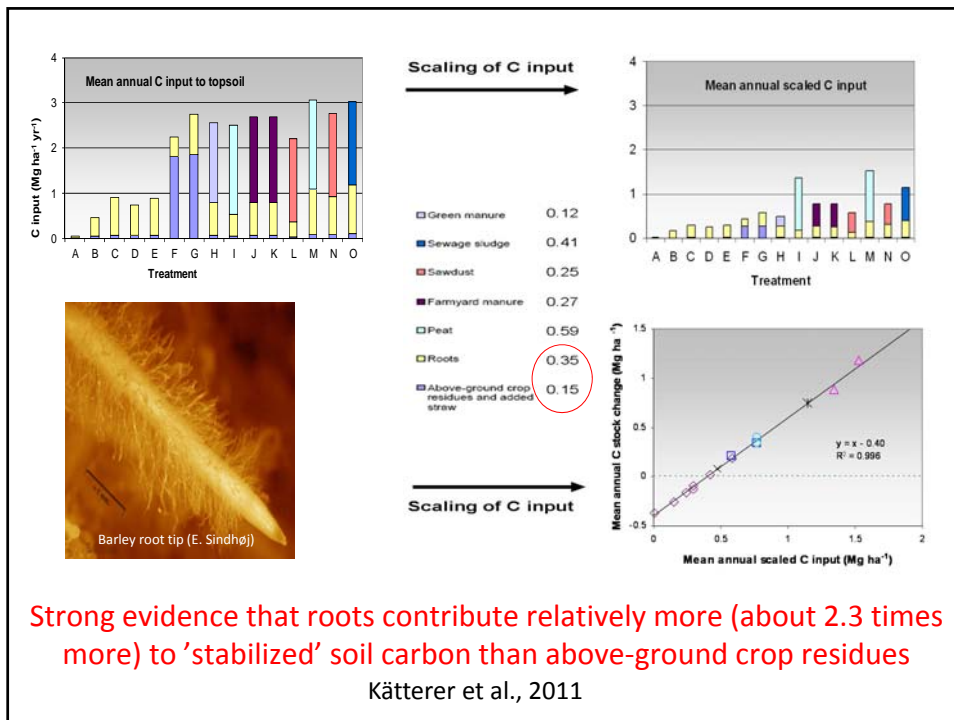 Mean annual C input to topsoil
C input (Mg ha⁻¹ yr⁻¹)
4
3
2
1
0
A B C D E F G H I J K L M N O
Treatment
Scaling of C input
Green manure 0.12
Sewage sludge 0.41
Sawdust 0.25
Farmyard manure 0.27
Peat 0.59
Roots 0.35
Above-ground crop 0.15
residues and added
straw
Scaling of C input
Mean annual scaled C input
4
3
2
1
0
A B C D E F G H I J K L M N O
Treatment
Barley root tip (E. Sindhøj)
Mean annual C stock change (Mg ha⁻¹)
1.5
1
0.5
0
-0.5
y = x - 0.40
R² = 0.996
0 0.5 1 1.5 2
Mean annual scaled C input (Mg ha⁻¹)
Strong evidence that roots contribute relatively more (about 2.3 times
more) to ’stabilized’ soil carbon than above-ground crop residues
Kätterer et al., 2011